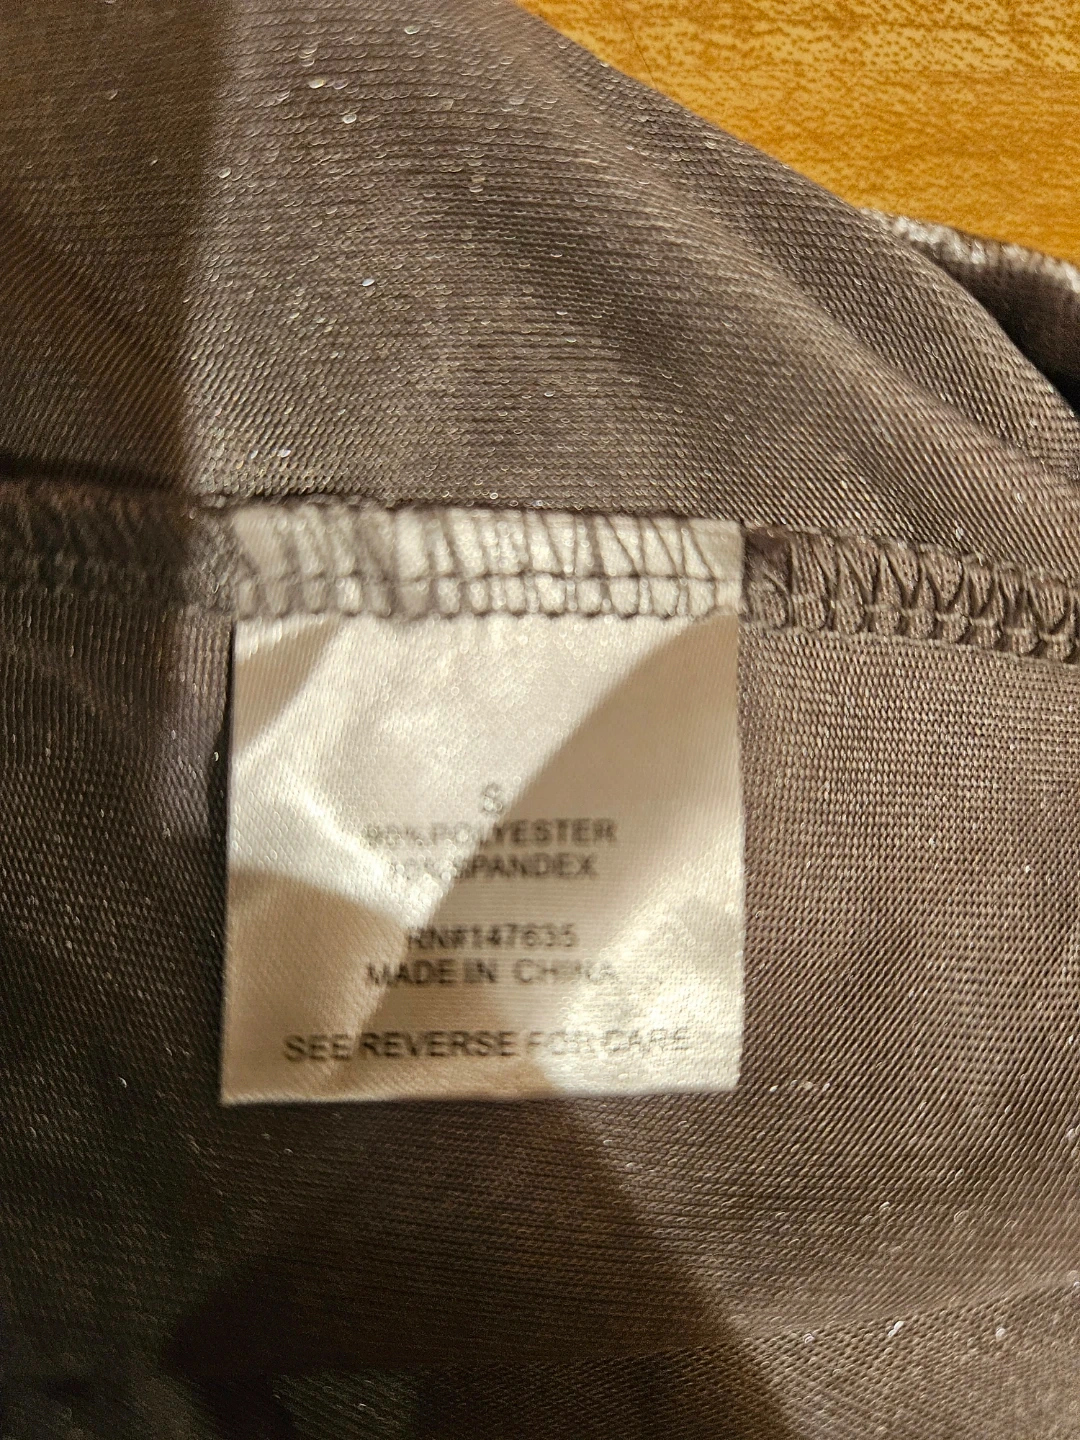 S
POLYESTER
SPANDEX
RN#147635
MADE IN CHINA
SEE REVERSE FOR CARE